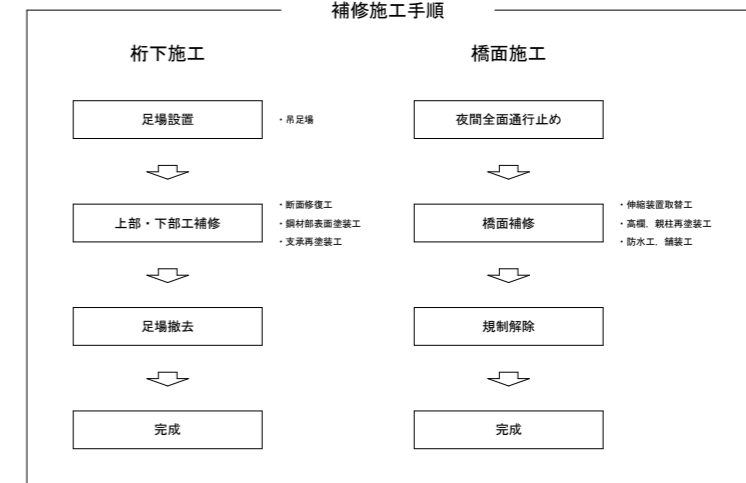 補修施工手順
桁下施工
足場設置
・吊足場
上部・下部工補修
・断面修復工
・鋼材部表面塗装工
・支承再塗装工
足場撤去
完成
橋面施工
夜間全面通行止め
橋面補修
・伸縮装置取替工
・高欄、親柱再塗装工
・防水工、舗装工
規制解除
完成